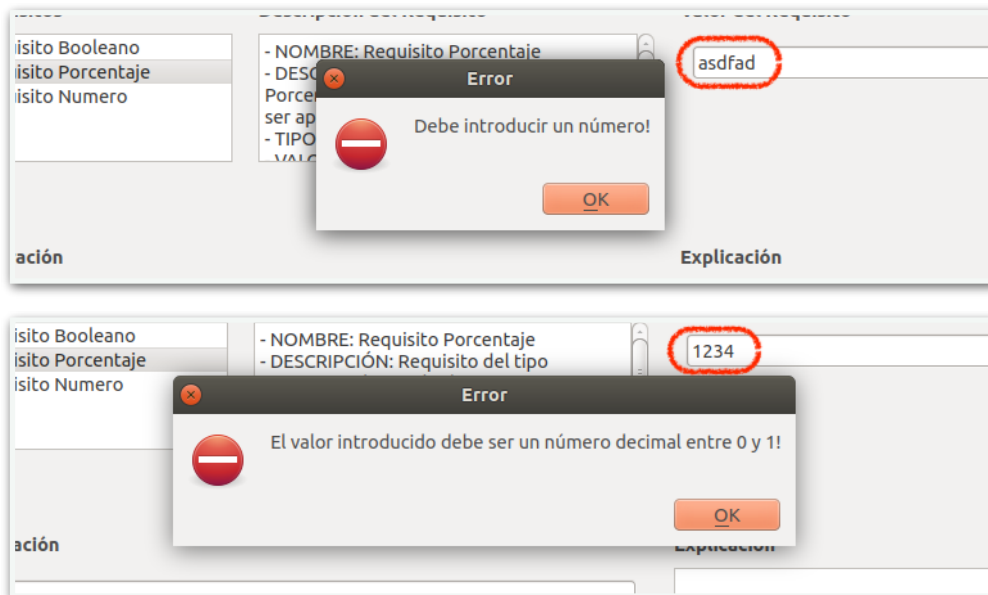 isito Booleano
isito Porcentaje
isito Numero
- NOMBRE: Requisito Porcentaje
- DESC
Porce
ser ap
- TIPO
asdfad
Error
Debe introducir un número!
OK
ación
Explicación
isito Booleano
isito Porcentaje
isito Numero
- NOMBRE: Requisito Porcentaje
- DESCRIPCIÓN: Requisito del tipo
1234
Error
El valor introducido debe ser un número decimal entre 0 y 1!
OK
ación
Explicación